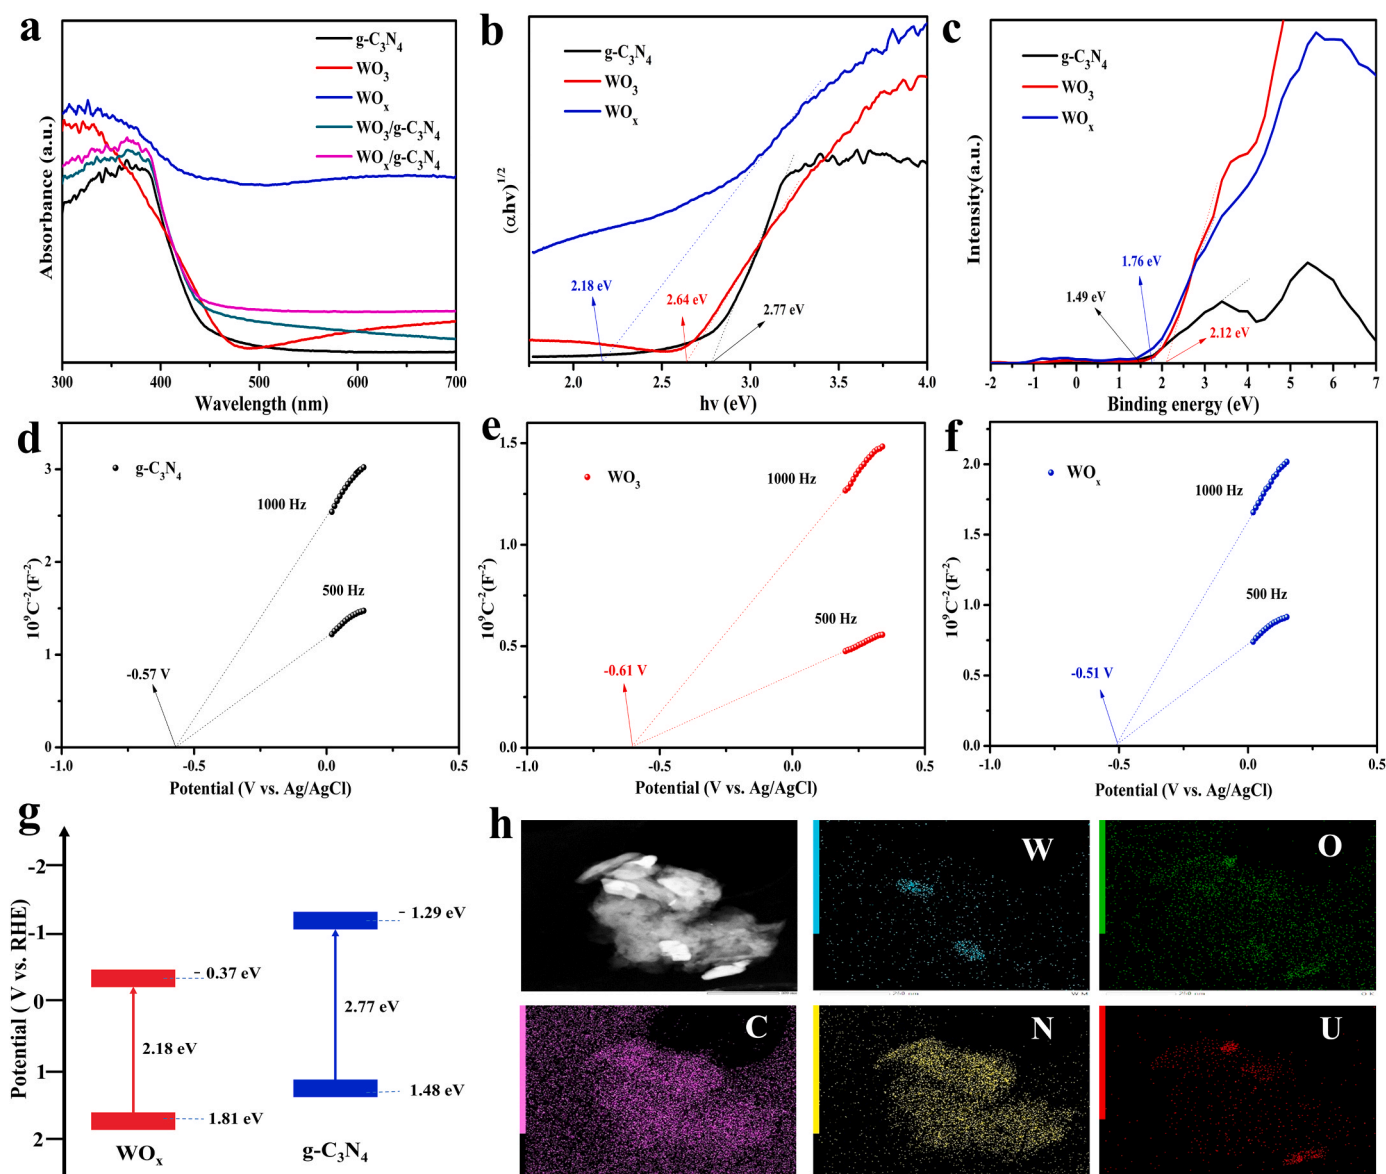 a
g-C₃N₄
WO₃
WOₓ
WO₃/g-C₃N₄
WOₓ/g-C₃N₄
Absorbance (a.u.)
300 400 500 600 700
Wavelength (nm)
b
g-C₃N₄
WO₃
WOₓ
(αhν)^1/2
2.18 eV
2.64 eV
2.77 eV
2.0 2.5 3.0 3.5 4.0
hν (eV)
c
g-C₃N₄
WO₃
WOₓ
Intensity(a.u.)
1.76 eV
1.49 eV
2.12 eV
-2 -1 0 1 2 3 4 5 6 7
Binding energy (eV)
d
g-C₃N₄
1000 Hz
500 Hz
-0.57 V
10⁹C⁻²(F⁻²)
3
2
1
0
-1.0 -0.5 0.0 0.5
Potential (V vs. Ag/AgCl)
e
WO₃
1000 Hz
500 Hz
-0.61 V
10⁹C⁻²(F⁻²)
1.5
1.0
0.5
0.0
-1.0 -0.5 0.0 0.5
Potential (V vs. Ag/AgCl)
f
WOₓ
1000 Hz
500 Hz
-0.51 V
10⁹C⁻²(F⁻²)
2.0
1.5
1.0
0.5
0.0
-1.0 -0.5 0.0 0.5
Potential (V vs. Ag/AgCl)
g
Potential ( V vs. RHE)
-2
-1
0
1
2
- 0.37 eV
2.18 eV
1.81 eV
WOₓ
- 1.29 eV
2.77 eV
1.48 eV
g-C₃N₄
h
W
250 nm
W M
O
250 nm
O K
C
N
U